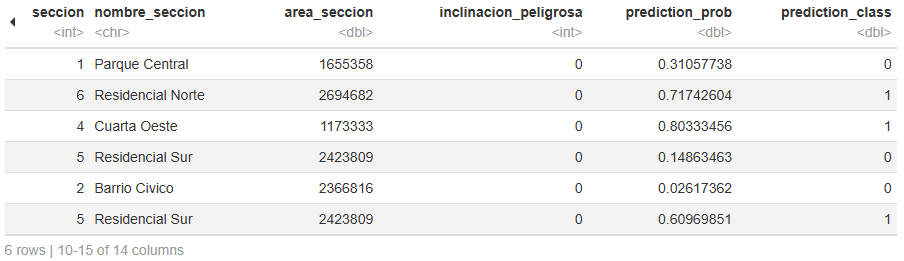 seccion nombre_seccion area_seccion inclinacion_peligrosa prediction_prob prediction_class
<int> <chr> <dbl> <int> <dbl> <dbl>
1 Parque Central 1655358 0 0.31057738 0
6 Residencial Norte 2694682 0 0.71742604 1
4 Cuarta Oeste 1173333 0 0.80333456 1
5 Residencial Sur 2423809 0 0.14863463 0
2 Barrio Civico 2366816 0 0.02617362 0
5 Residencial Sur 2423809 0 0.60969851 1
6 rows | 10-15 of 14 columns